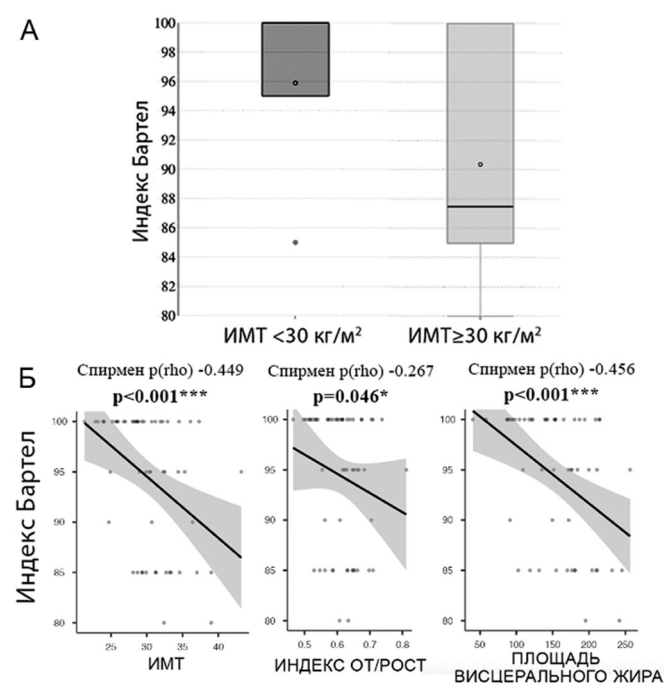 А
Индекс Бартел
100
98
96
94
92
90
88
86
84
82
80
ИМТ <30 кг/м²
ИМТ≥30 кг/м²
Б
Спирмен р(rho) -0.449
p<0.001***
Спирмен р(rho) -0.267
p=0.046*
Спирмен р(rho) -0.456
p<0.001***
Индекс Бартел
100
95
90
85
80
25
30
35
40
ИМТ
100
95
90
85
80
0.5
0.6
0.7
0.8
ИНДЕКС ОТ/РОСТ
100
95
90
85
80
50
100
150
200
250
ПЛОЩАДЬ
ВИСЦЕРАЛЬНОГО ЖИРА